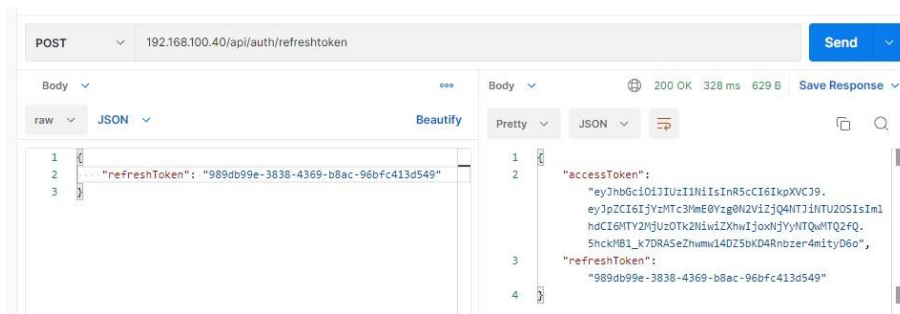 POST 192.168.100.40/api/auth/refreshtoken Send
Body ooo
raw JSON Beautify
1 {
2 ····"refreshToken": "989db99e-3838-4369-b8ac-96bfc413d549"
3 }
Body 200 OK 328 ms 629 B Save Response
Pretty JSON
1 {
2 "accessToken":
"eyJhbGciOiJIUzI1NiIsInR5cCI6IkpXVCJ9.
eyJpZCI6IjYzMTc3MmE0Yzg0N2ViZjQ4NTJiNTU2OSIsIml
hdCI6MTY2MjUzOTk2NiwiZXhwIjoxNjYyNTQwMTQ2fQ.
5hckMB1_k7DRASeZhwmw14DZ5bKD4Rnbzer4mityD6o",
3 "refreshToken":
"989db99e-3838-4369-b8ac-96bfc413d549"
4 }